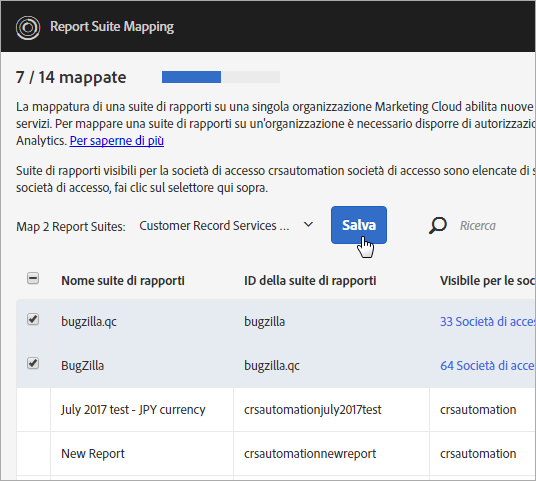 Report Suite Mapping
7 / 14 mappate
La mappatura di una suite di rapporti su una singola organizzazione Marketing Cloud abilita nuove
servizi. Per mappare una suite di rapporti su un'organizzazione è necessario disporre di autorizzazio
Analytics. Per saperne di più
Suite di rapporti visibili per la società di accesso crsautomation società di accesso sono elencate di s
società di accesso, fai clic sul selettore qui sopra.
Map 2 Report Suites: Customer Record Services ... Salva Ricerca
Nome suite di rapporti ID della suite di rapporti Visibile per le soc
bugzilla.qc bugzilla 33 Società di acce
BugZilla bugzilla.qc 64 Società di acce
July 2017 test - JPY currency crsautomationjuly2017test crsautomation
New Report crsautomationnewreport crsautomation